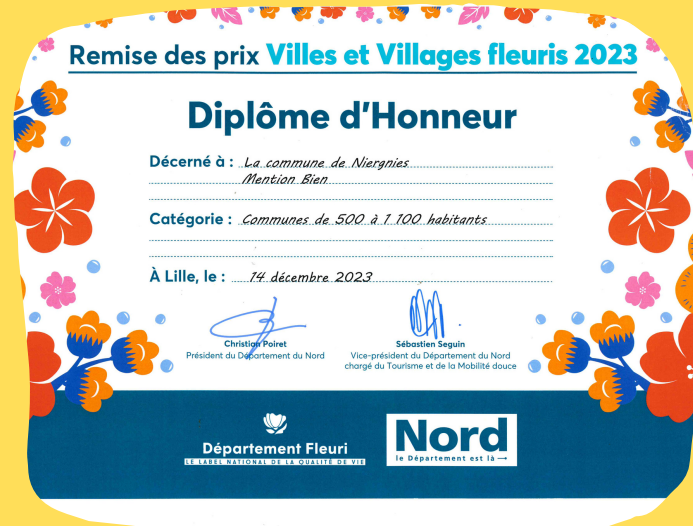 Remise des prix Villes et Villages fleuris 2023
Diplôme d'Honneur
Décerné à : La commune de Niergnies
Mention Bien
Catégorie : Communes de 500 à 1 100 habitants
À Lille, le : 14 décembre 2023
Christian Poiret
Président du Département du Nord
Sébastien Seguin
Vice-président du Département du Nord
chargé du Tourisme et de la Mobilité douce
Département Fleuri
LE LABEL NATIONAL DE LA QUALITÉ DE VIE
Nord
le Département est là →